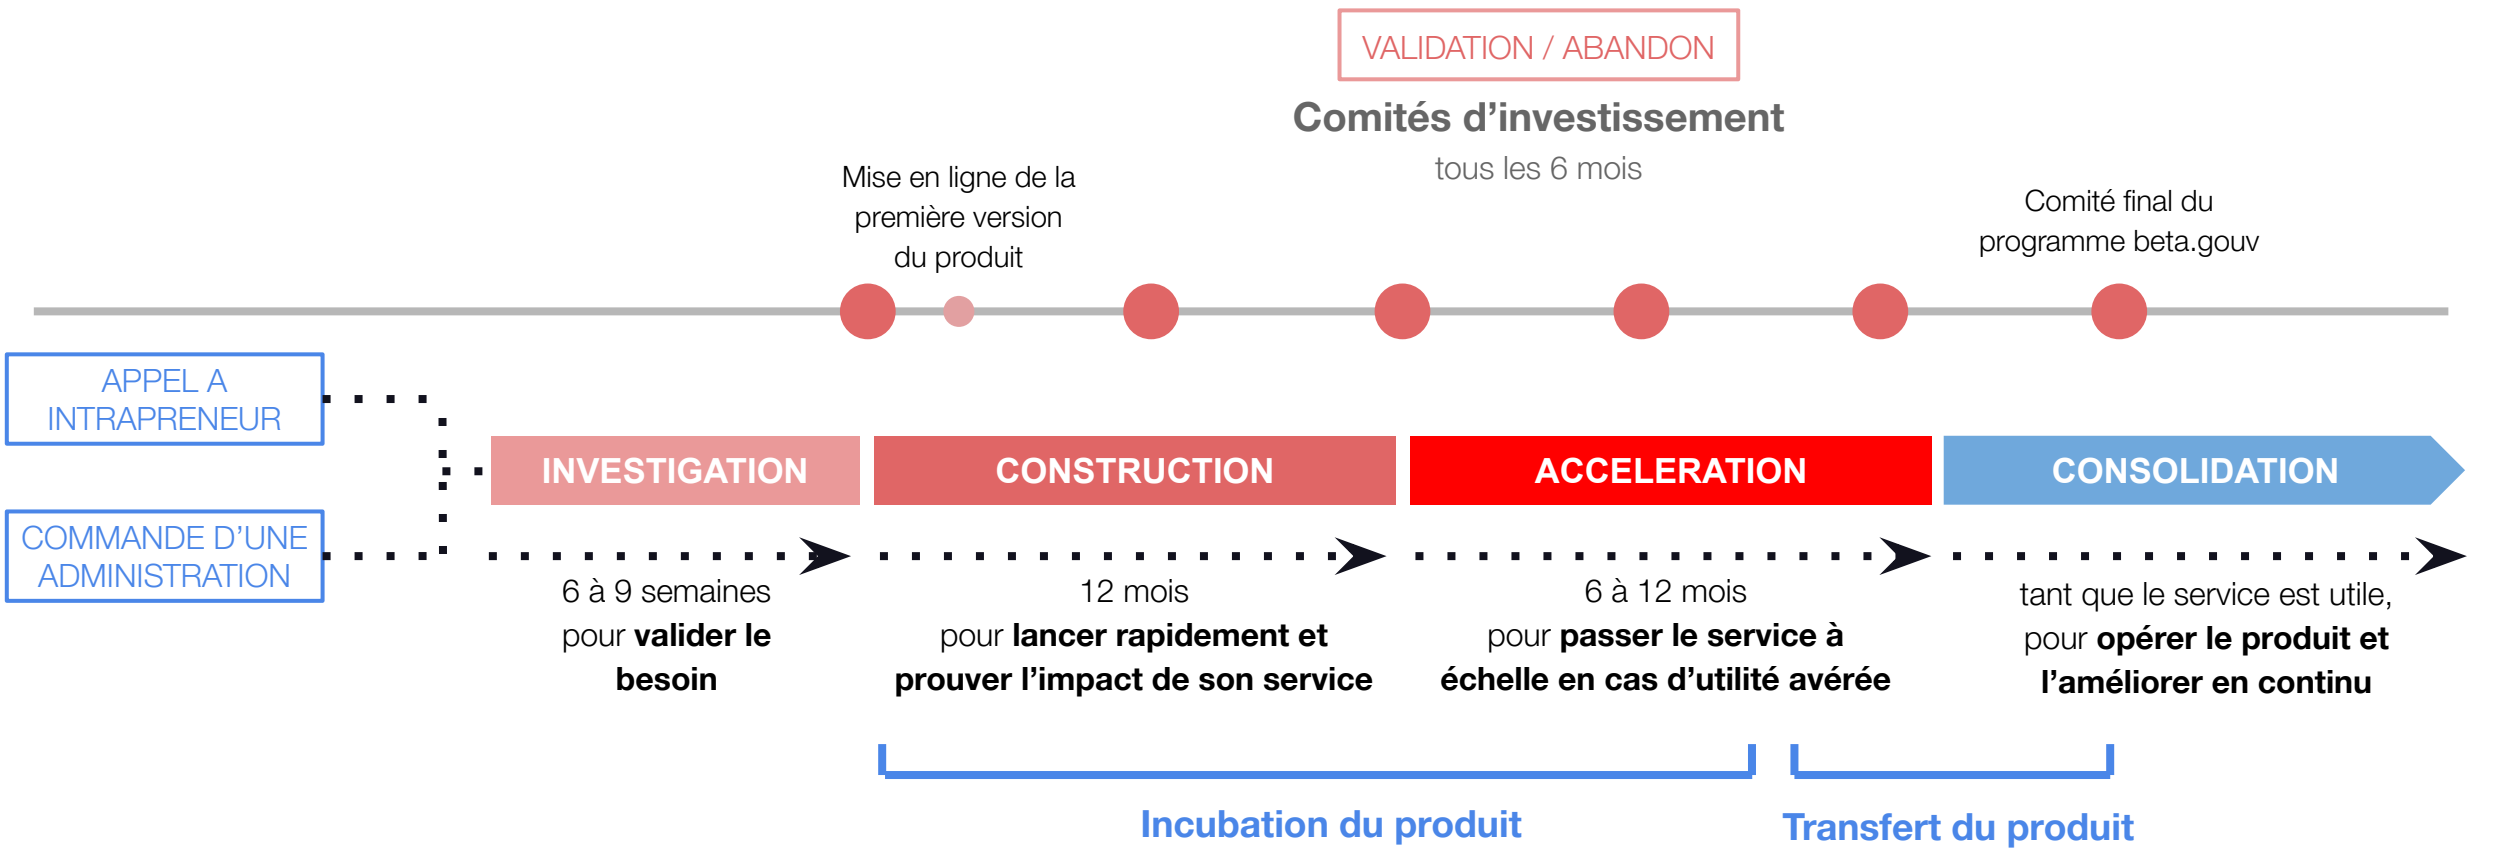 VALIDATION / ABANDON
Comités d’investissement
tous les 6 mois
Mise en ligne de la
première version
du produit
Comité final du
programme beta.gouv
APPEL A
INTRAPRENEUR
COMMANDE D’UNE
ADMINISTRATION
INVESTIGATION
6 à 9 semaines
pour valider le
besoin
CONSTRUCTION
12 mois
pour lancer rapidement et
prouver l’impact de son service
ACCELERATION
6 à 12 mois
pour passer le service à
échelle en cas d’utilité avérée
CONSOLIDATION
tant que le service est utile,
pour opérer le produit et
l’améliorer en continu
Incubation du produit
Transfert du produit